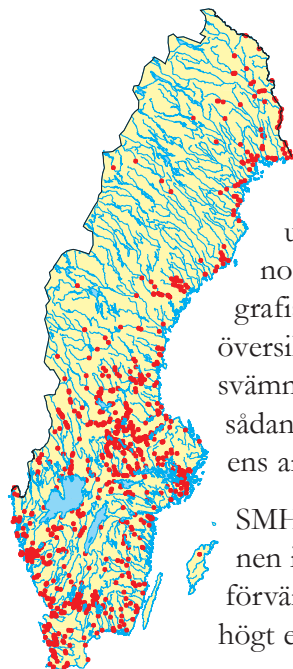 u
no
grafi
översi
svämn
sådan
ens a
SMH
nen i
förvä
högt e